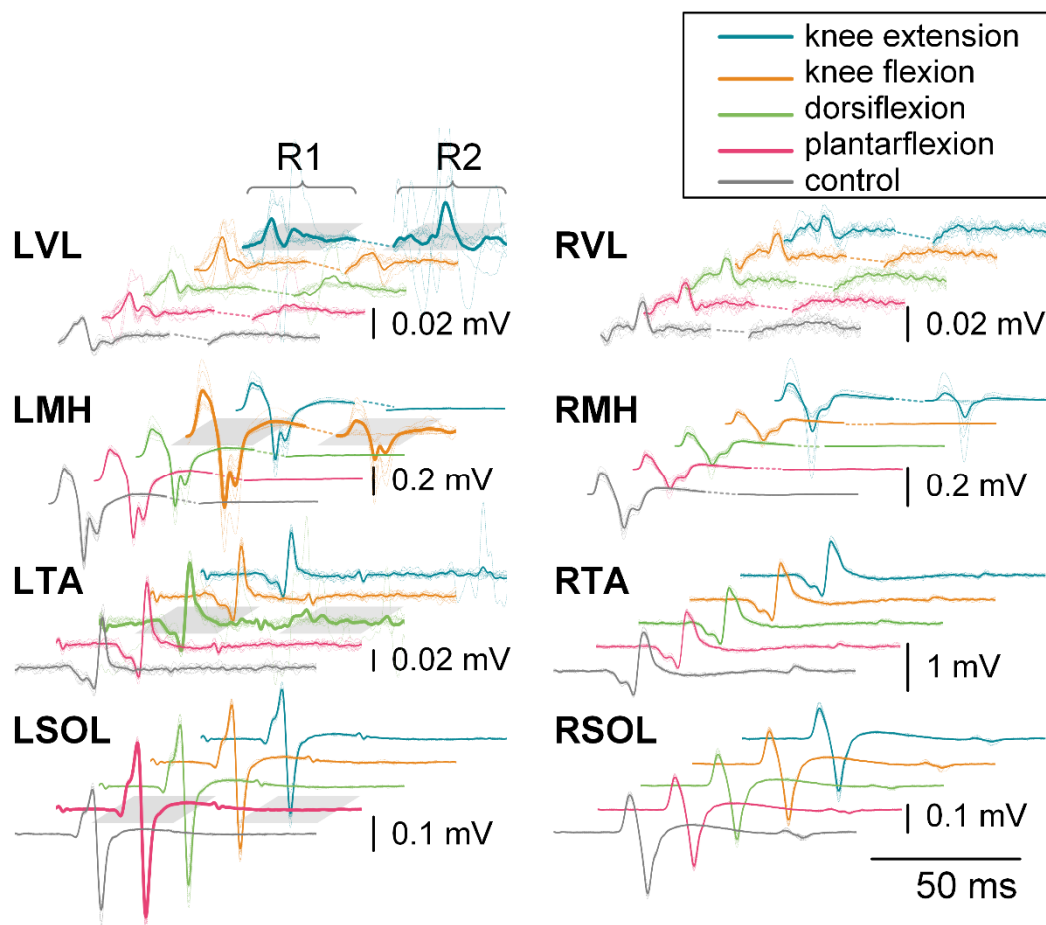 knee extension
knee flexion
dorsiflexion
plantarflexion
control
R1 R2
LVL
0.02 mV
RVL
0.02 mV
LMH
0.2 mV
RMH
0.2 mV
LTA
0.02 mV
RTA
1 mV
LSOL
0.1 mV
RSOL
0.1 mV
50 ms